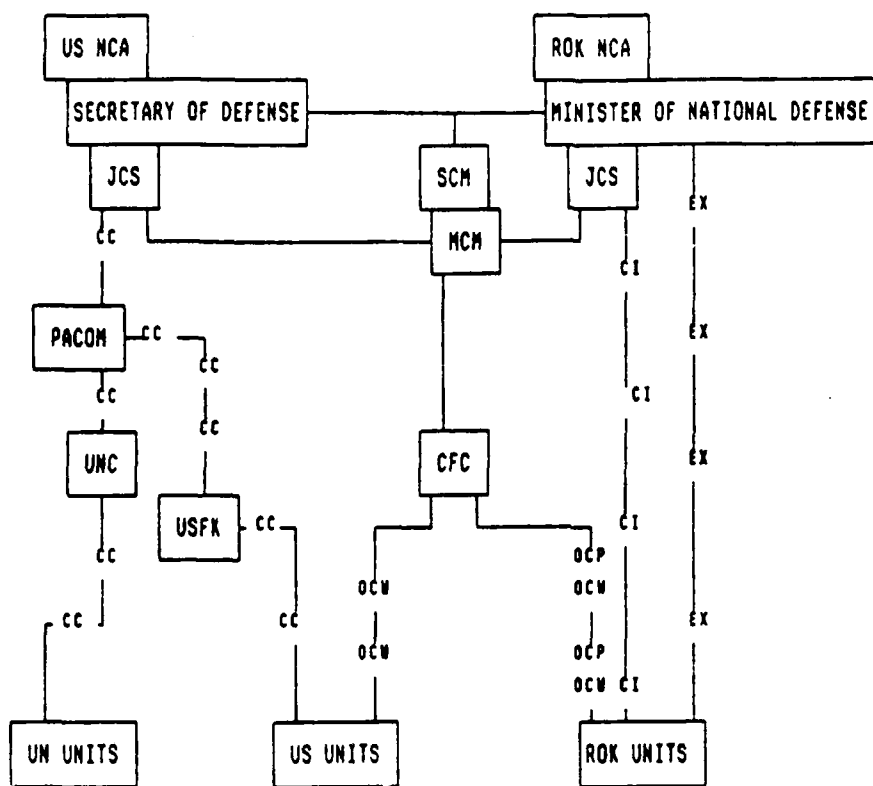 US NCA
ROK NCA
SECRETARY OF DEFENSE
MINISTER OF NATIONAL DEFENSE
JCS
SCM
JCS
EX
MCM
CC
CI
PACOM
CC
EX
CC
CC
CI
CC
UNC
CFC
EX
USFK
CC
CI
CC
OCP
OCW
OCW
CC
CC
EX
OCW
OCP
OCW
CI
UN UNITS
US UNITS
ROK UNITS